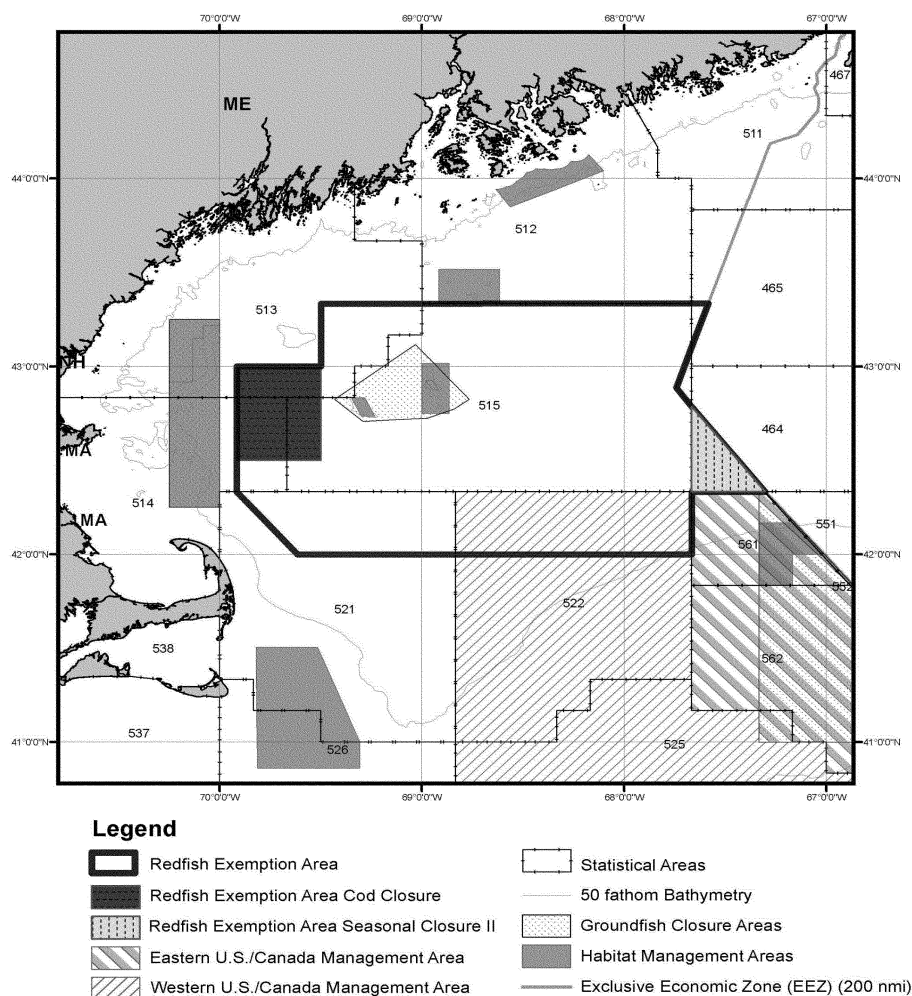 70°0'0"W 69°0'0"W 68°0'0"W 67°0'0"W
467
ME
511
44°0'0"N 44°0'0"N
512
465
513
43°0'0"N NH 43°0'0"N
515
464
MA
514
MA
551
561
42°0'0"N 42°0'0"N
552
522
521
538
562
537
41°0'0"N 41°0'0"N
526
525
70°0'0"W 69°0'0"W 68°0'0"W 67°0'0"W
Legend
Redfish Exemption Area
Redfish Exemption Area Cod Closure
Redfish Exemption Area Seasonal Closure II
Eastern U.S./Canada Management Area
Western U.S./Canada Management Area
Statistical Areas
50 fathom Bathymetry
Groundfish Closure Areas
Habitat Management Areas
Exclusive Economic Zone (EEZ) (200 nmi)